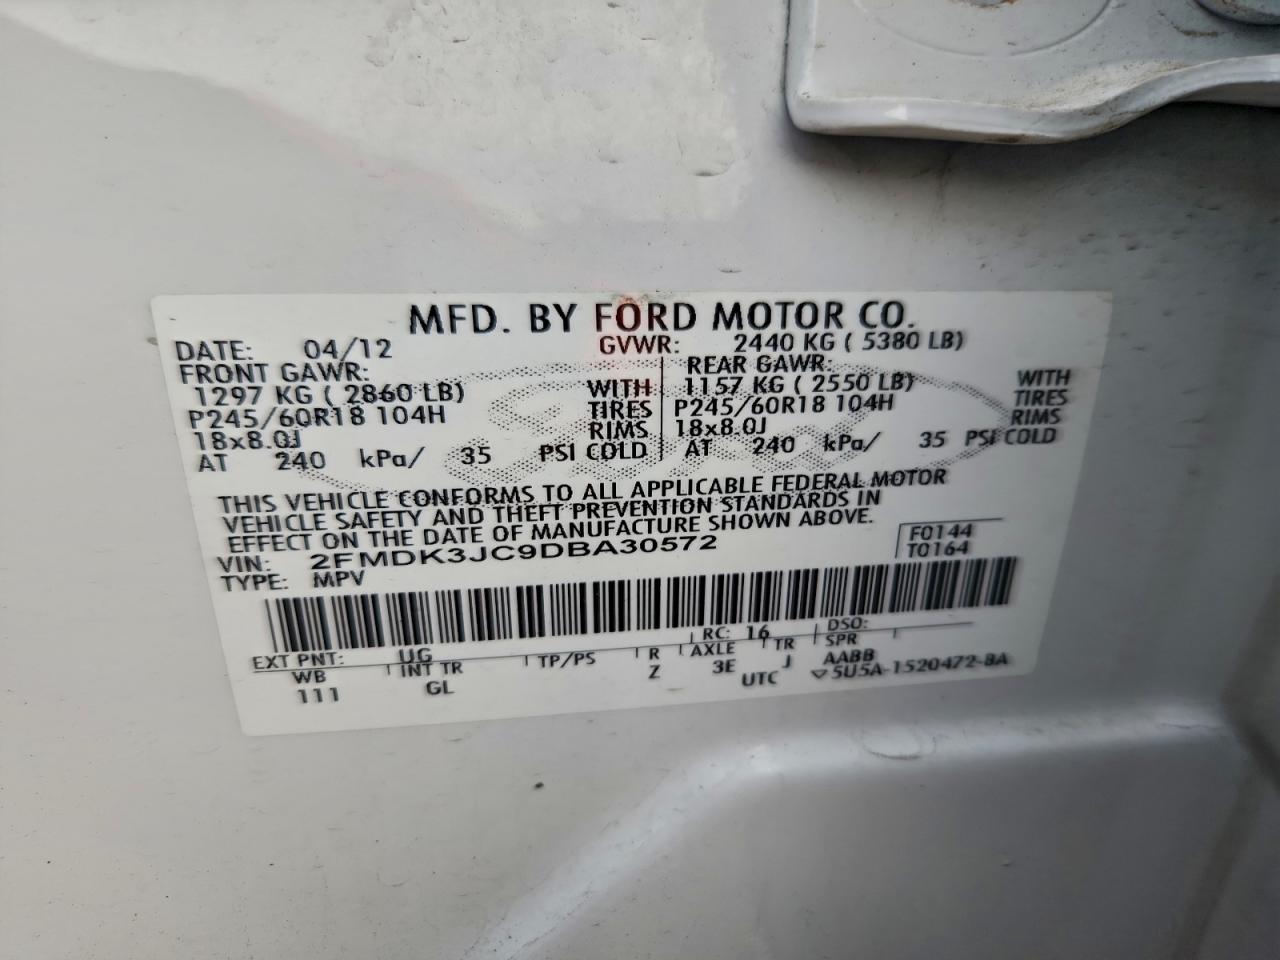 MFD. BY FORD MOTOR CO.
DATE: 04/12 GVWR: 2440 KG ( 5380 LB)
FRONT GAWR: REAR GAWR:
1297 KG ( 2860 LB) WITH 1157 KG ( 2550 LB) WITH
P245/60R18 104H TIRES P245/60R18 104H TIRES
18x8.0J RIMS 18x8.0J RIMS
AT 240 kPa/ 35 PSI COLD AT 240 kPa/ 35 PSI COLD
THIS VEHICLE CONFORMS TO ALL APPLICABLE FEDERAL MOTOR
VEHICLE SAFETY AND THEFT PREVENTION STANDARDS IN
EFFECT ON THE DATE OF MANUFACTURE SHOWN ABOVE.
VIN: 2FMDK3JC9DBA30572 F0144
TYPE: MPV T0164
EXT PNT: UG RC: 16 DSO:
WB INT TR TP/PS R AXLE TR SPR
111 GL Z 3E J AABB
UTC ▽5U5A-1520472-BA
Ford